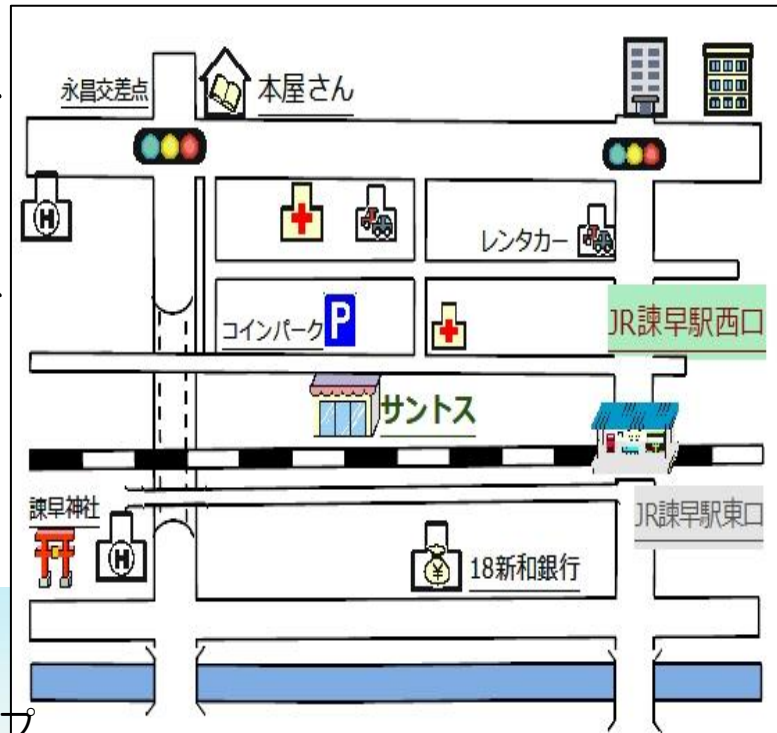 永昌交差点
本屋さん
H
レンタカー
JR諫早駅西口
コインパーク P
サントス
諫早神社
JR諫早駅東口
H
¥
18新和銀行
プ